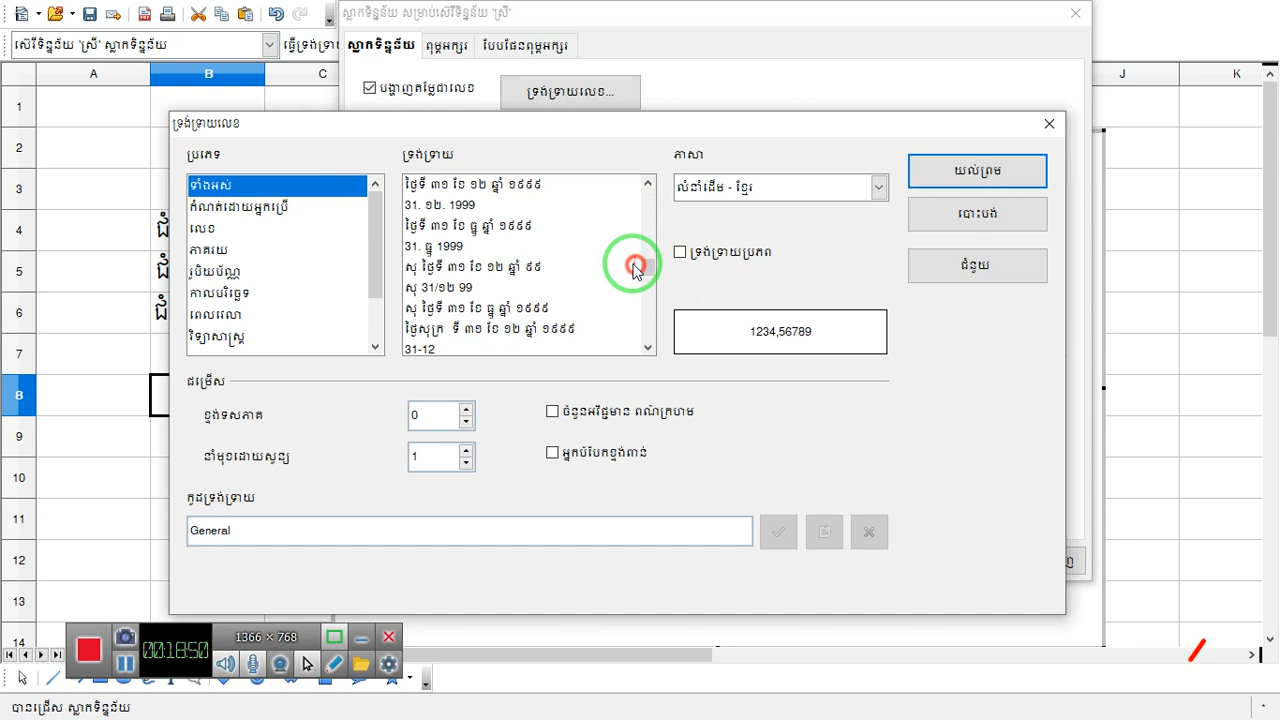 ស្លាកទិន្នន័យ សម្រាប់ស៊េរីទិន្នន័យ 'ស្រី'
ស៊េរីទិន្នន័យ 'ស្រី' ស្លាកទិន្នន័យ
ធ្វើទ្រង់ទ្រាយ
ស្លាកទិន្នន័យ ពុម្ពអក្សរ បែបផែនពុម្ពអក្សរ
បង្ហាញតម្លៃជាលេខ ទ្រង់ទ្រាយលេខ...
A B C J K
ទ្រង់ទ្រាយលេខ
ប្រភេទ ទ្រង់ទ្រាយ ភាសា
ទាំងអស់
កំណត់ដោយអ្នកប្រើ
លេខ
ភាគរយ
រូបិយប័ណ្ណ
កាលបរិច្ឆេទ
ពេលវេលា
វិទ្យាសាស្ត្រ
ថ្ងៃទី ៣១ ខែ ១២ ឆ្នាំ ១៩៩៩
31. ១២. 1999
ថ្ងៃទី ៣១ ខែ ធ្នូ ឆ្នាំ ១៩៩៩
31. ធ្នូ 1999
សុ ថ្ងៃទី ៣១ ខែ ១២ ឆ្នាំ ៩៩
សុ 31/១២ 99
សុ ថ្ងៃទី ៣១ ខែ ធ្នូ ឆ្នាំ ១៩៩៩
ថ្ងៃសុក្រ ទី ៣១ ខែ ១២ ឆ្នាំ ១៩៩៩
31-12
លំនាំដើម - ខ្មែរ
ទ្រង់ទ្រាយប្រភព
1234,56789
យល់ព្រម
បោះបង់
ជំនួយ
ជម្រើស
ខ្ទង់ទសភាគ 0 ចំនួនអវិជ្ជមាន ពណ៌ក្រហម
នាំមុខដោយសូន្យ 1 អ្នកបំបែកខ្ទង់ពាន់
កូដទ្រង់ទ្រាយ
General
1
2
3
4
5
6
7
8
9
10
11
12
13
14
1366 × 768
00:18:50
បានជ្រើស ស្លាកទិន្នន័យ